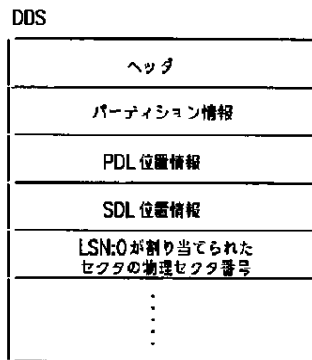 DDS
ヘッダ
パーティション情報
PDL位置情報
SDL位置情報
LSN:0が割り当てられた
セクタの物理セクタ番号